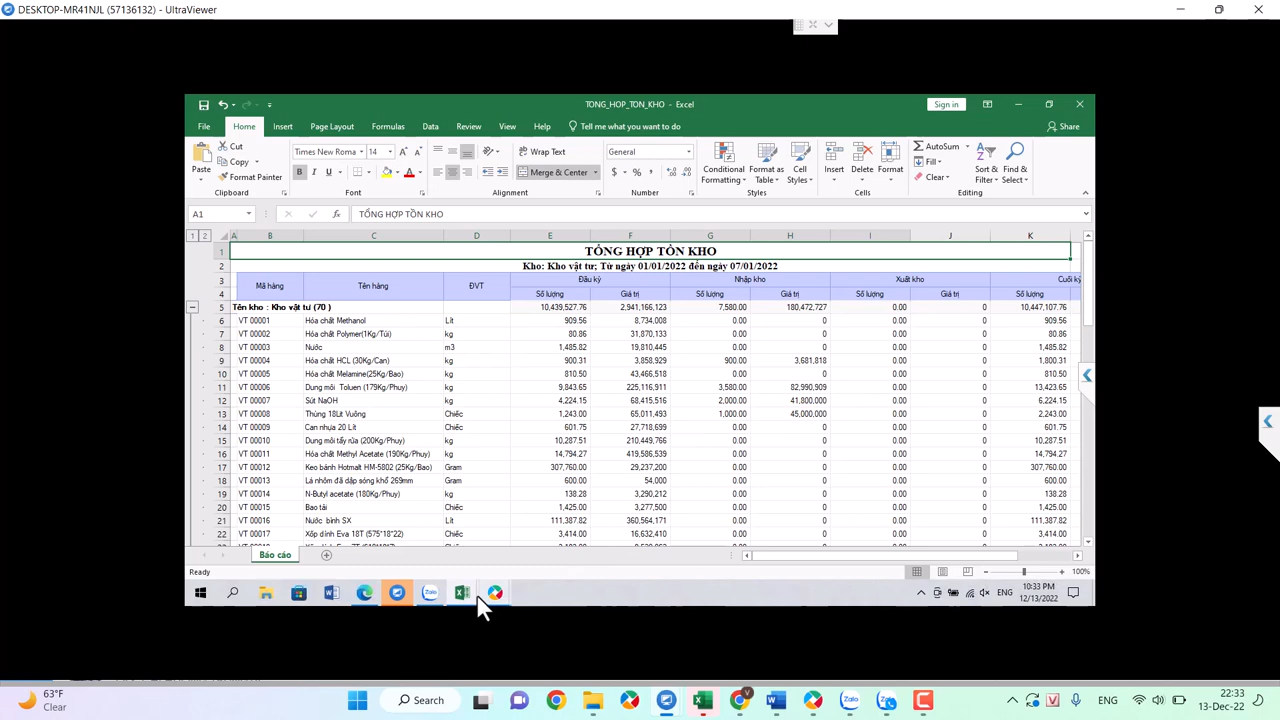 DESKTOP-MR41NJL (57136132) - UltraViewer
TONG_HOP_TON_KHO - Excel
Sign in
File Home Insert Page Layout Formulas Data Review View Help Tell me what you want to do Share
Paste Cut Copy Format Painter
Times New Roma 14
B I U
Wrap Text
Merge & Center
General
Conditional Formatting Format as Table Cell Styles
Insert Delete Format
AutoSum Fill Clear
Sort & Filter Find & Select
Clipboard Font Alignment Number Styles Cells Editing
A1 fx TỔNG HỢP TỒN KHO
1 2 A B C D E F G H I J K
1 TỔNG HỢP TỒN KHO
2 Kho: Kho vật tư; Từ ngày 01/01/2022 đến ngày 07/01/2022
3 Mã hàng Tên hàng ĐVT Đầu kỳ Nhập kho Xuất kho Cuối kỳ
4 Số lượng Giá trị Số lượng Giá trị Số lượng Giá trị Số lượng
5 Tên kho : Kho vật tư (70 ) 10,439,527.76 2,941,166,123 7,580.00 180,472,727 0.00 0 10,447,107.76
6 VT 00001 Hóa chất Methanol Lít 909.56 8,734,008 0.00 0 0.00 0 909.56
7 VT 00002 Hóa chất Polymer(1Kg/Túi) kg 80.86 31,870,133 0.00 0 0.00 0 80.86
8 VT 00003 Nước m3 1,485.82 19,810,445 0.00 0 0.00 0 1,485.82
9 VT 00004 Hóa chất HCL (30Kg/Can) kg 900.31 3,858,929 900.00 3,681,818 0.00 0 1,800.31
10 VT 00005 Hóa chất Melamine(25Kg/Bao) kg 810.50 43,466,508 0.00 0 0.00 0 810.50
11 VT 00006 Dung môi Toluen (179Kg/Phuy) kg 9,843.65 225,116,911 3,580.00 82,990,909 0.00 0 13,423.65
12 VT 00007 Sút NaOH kg 4,224.15 68,415,516 2,000.00 41,800,000 0.00 0 6,224.15
13 VT 00008 Thùng 18Lit Vuông Chiếc 1,243.00 65,011,493 1,000.00 45,000,000 0.00 0 2,243.00
14 VT 00009 Can nhựa 20 Lít Chiếc 601.75 27,718,699 0.00 0 0.00 0 601.75
15 VT 00010 Dung môi tẩy rửa (200Kg/Phuy) kg 10,287.51 210,449,766 0.00 0 0.00 0 10,287.51
16 VT 00011 Hóa chất Methyl Acetate (190Kg/Phuy) kg 14,794.27 419,586,539 0.00 0 0.00 0 14,794.27
17 VT 00012 Keo bánh Hotmalt HM-5802 (25Kg/Bao) Gram 307,760.00 29,237,200 0.00 0 0.00 0 307,760.00
18 VT 00013 Lá nhôm đã dập sóng khổ 269mm Gram 600.00 54,000 0.00 0 0.00 0 600.00
19 VT 00014 N-Butyl acetate (180Kg/Phuy) kg 138.28 3,290,212 0.00 0 0.00 0 138.28
20 VT 00015 Bao tải Chiếc 1,425.00 3,277,500 0.00 0 0.00 0 1,425.00
21 VT 00016 Nước bình SX Lít 111,387.82 360,564,171 0.00 0 0.00 0 111,387.82
22 VT 00017 Xốp dính Eva 18T (575*18*22) Chiếc 3,414.00 16,632,410 0.00 0 0.00 0 3,414.00
Báo cáo
Ready 100%
ENG 10:33 PM
12/13/2022
63°F
Clear
Search
ENG
22:33
13-Dec-22